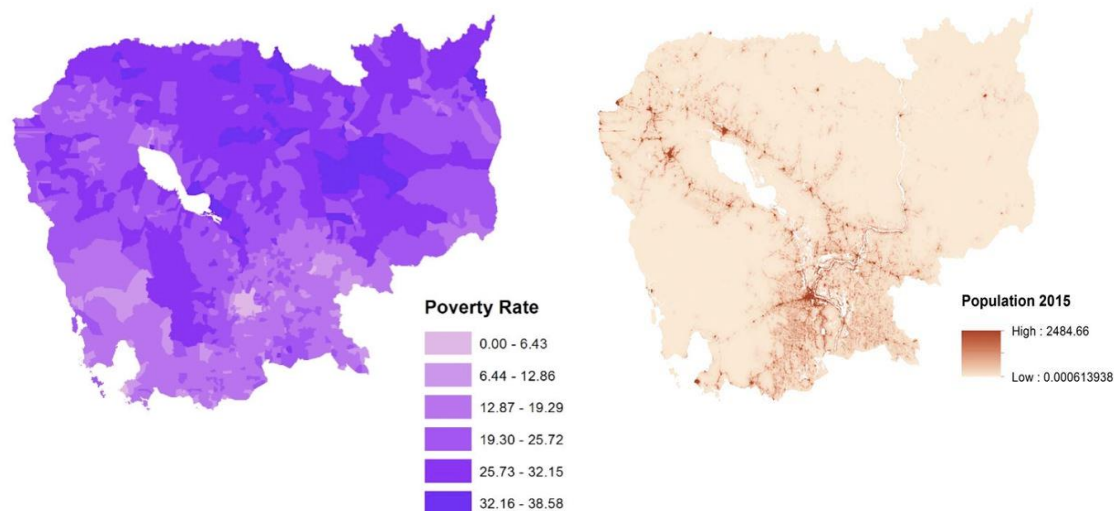 Poverty Rate
0.00 - 6.43
6.44 - 12.86
12.87 - 19.29
19.30 - 25.72
25.73 - 32.15
32.16 - 38.58
Population 2015
High : 2484.66
Low : 0.000613938